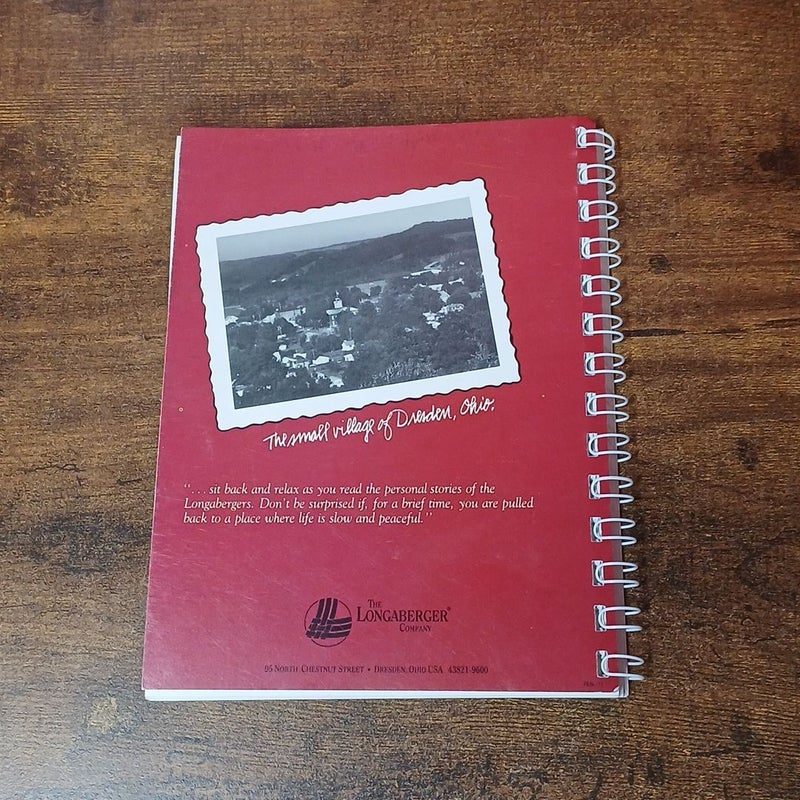 The small village of Dresden, Ohio.
"... sit back and relax as you read the personal stories of the
Longabergers. Don't be surprised if, for a brief time, you are pulled
back to a place where life is slow and peaceful."
THE
LONGABERGER®
COMPANY
95 NORTH CHESTNUT STREET • DRESDEN, OHIO USA 43821-9600